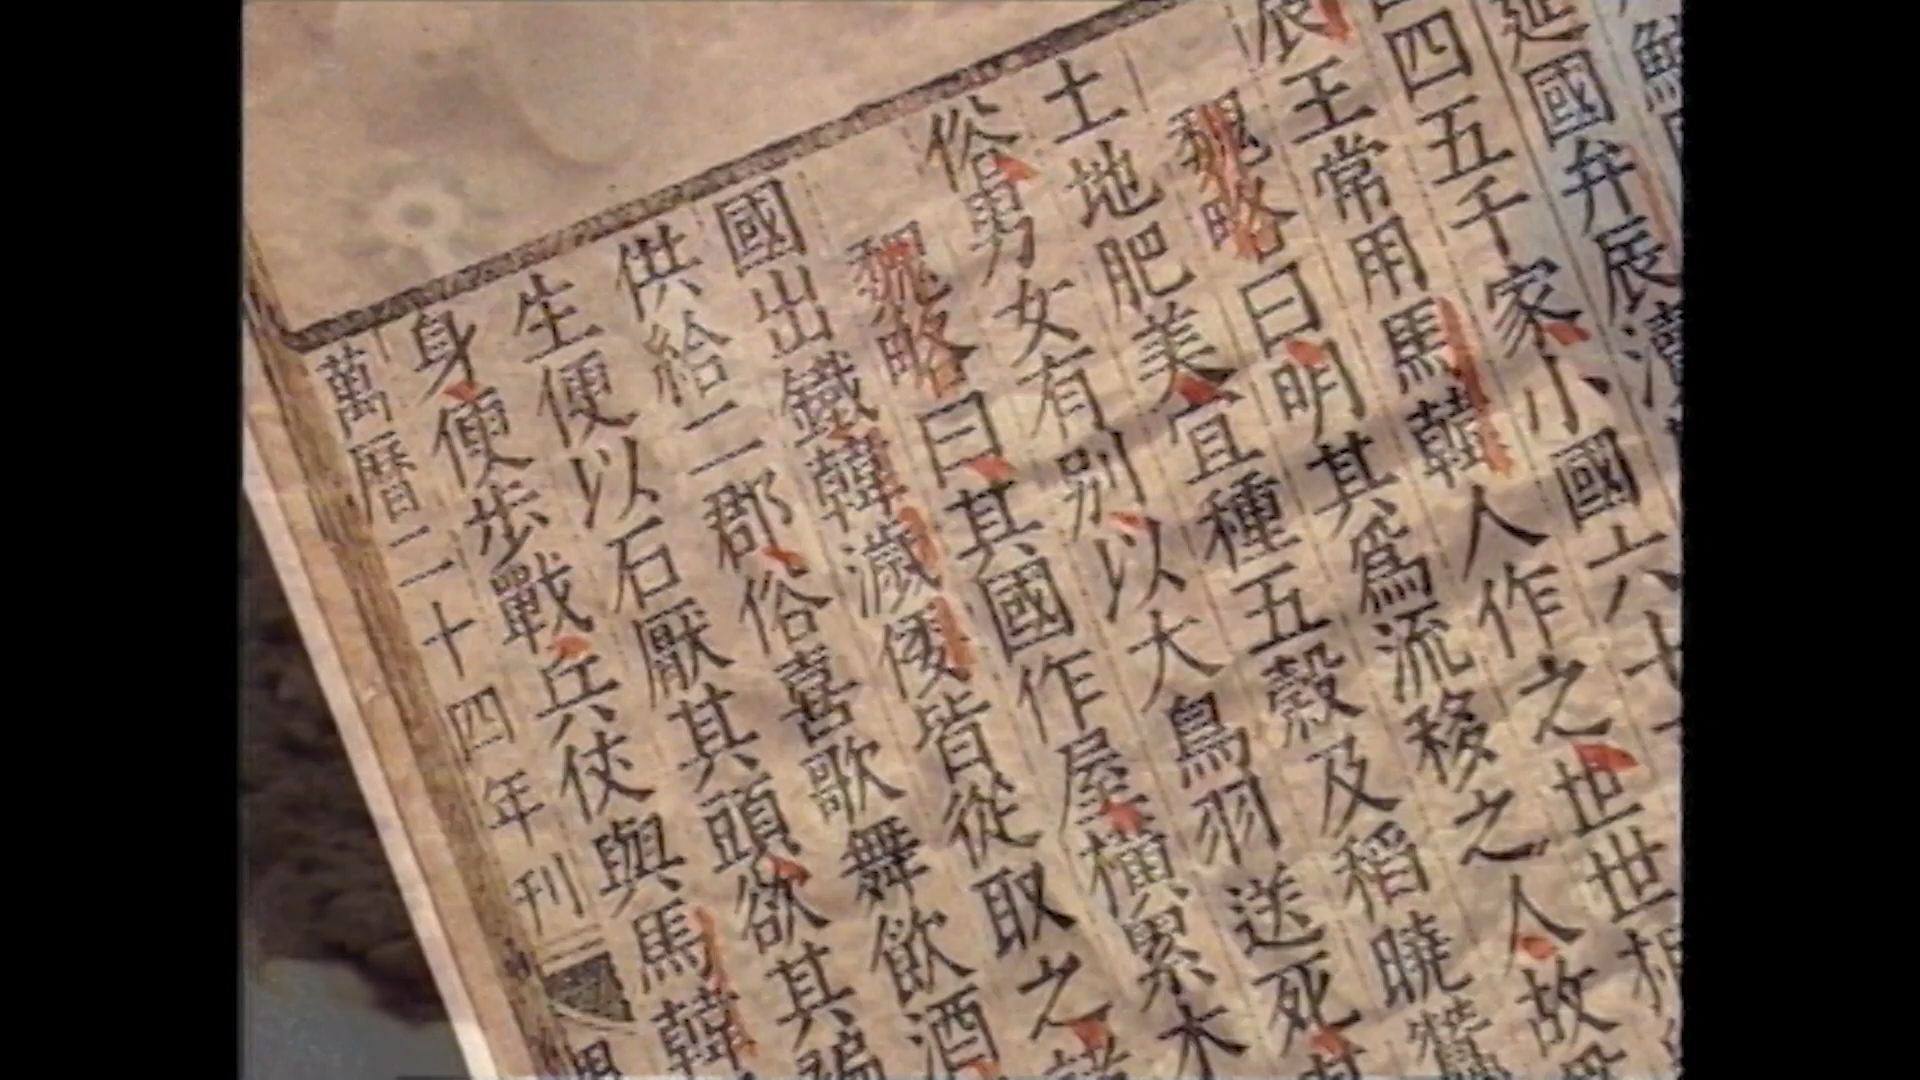 延國弁辰瀆
四五千家小國六
辰王常用馬韓人作之世世相
魏略曰明其爲流移之人故
土地肥美宜種五穀及稻曉蠶
俗男女有別以大鳥羽送死其
魏略曰其國作屋橫累木
國出鐵韓濊倭皆從取之諸
供給二郡俗喜歌舞飲酒
生便以石厭其頭欲其褊
身便步戰兵仗與馬韓
萬曆二十四年刊